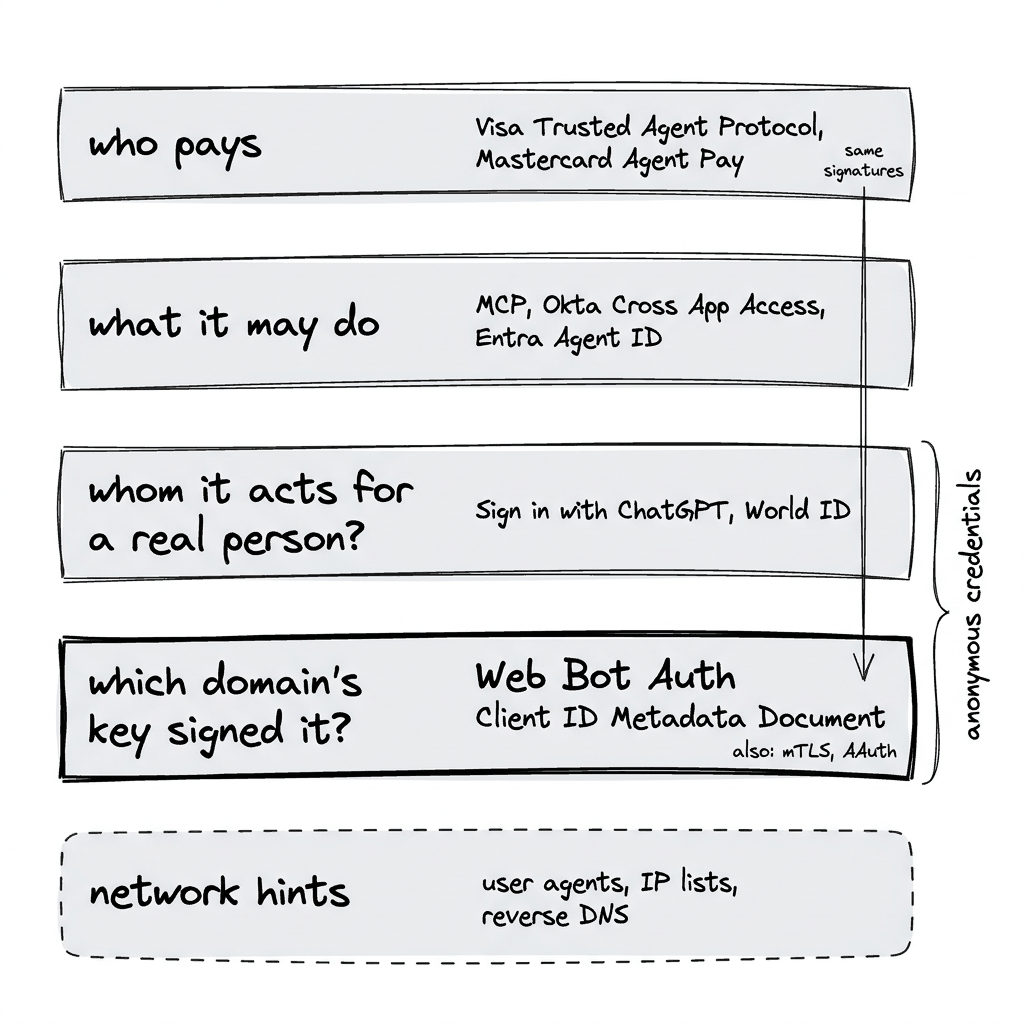 who pays
Visa Trusted Agent Protocol,
Mastercard Agent Pay
same
signatures
what it may do
MCP, Okta Cross App Access,
Entra Agent ID
whom it acts for
a real person?
Sign in with ChatGPT, World ID
anonymous credentials
which domain's
key signed it?
Web Bot Auth
Client ID Metadata Document
also: mTLS, AAuth
network hints
user agents, IP lists,
reverse DNS